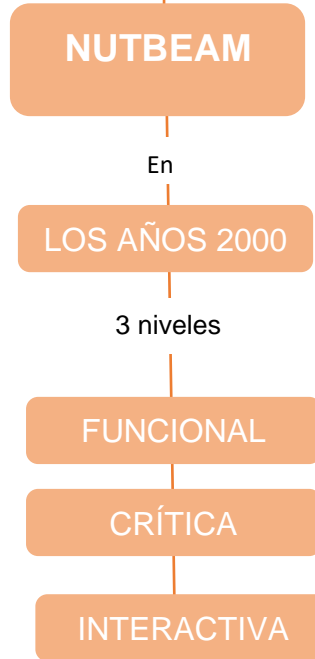 NUTBEAM
En
LOS AÑOS 2000
3 niveles
FUNCIONAL
CRÍTICA
INTERACTIVA